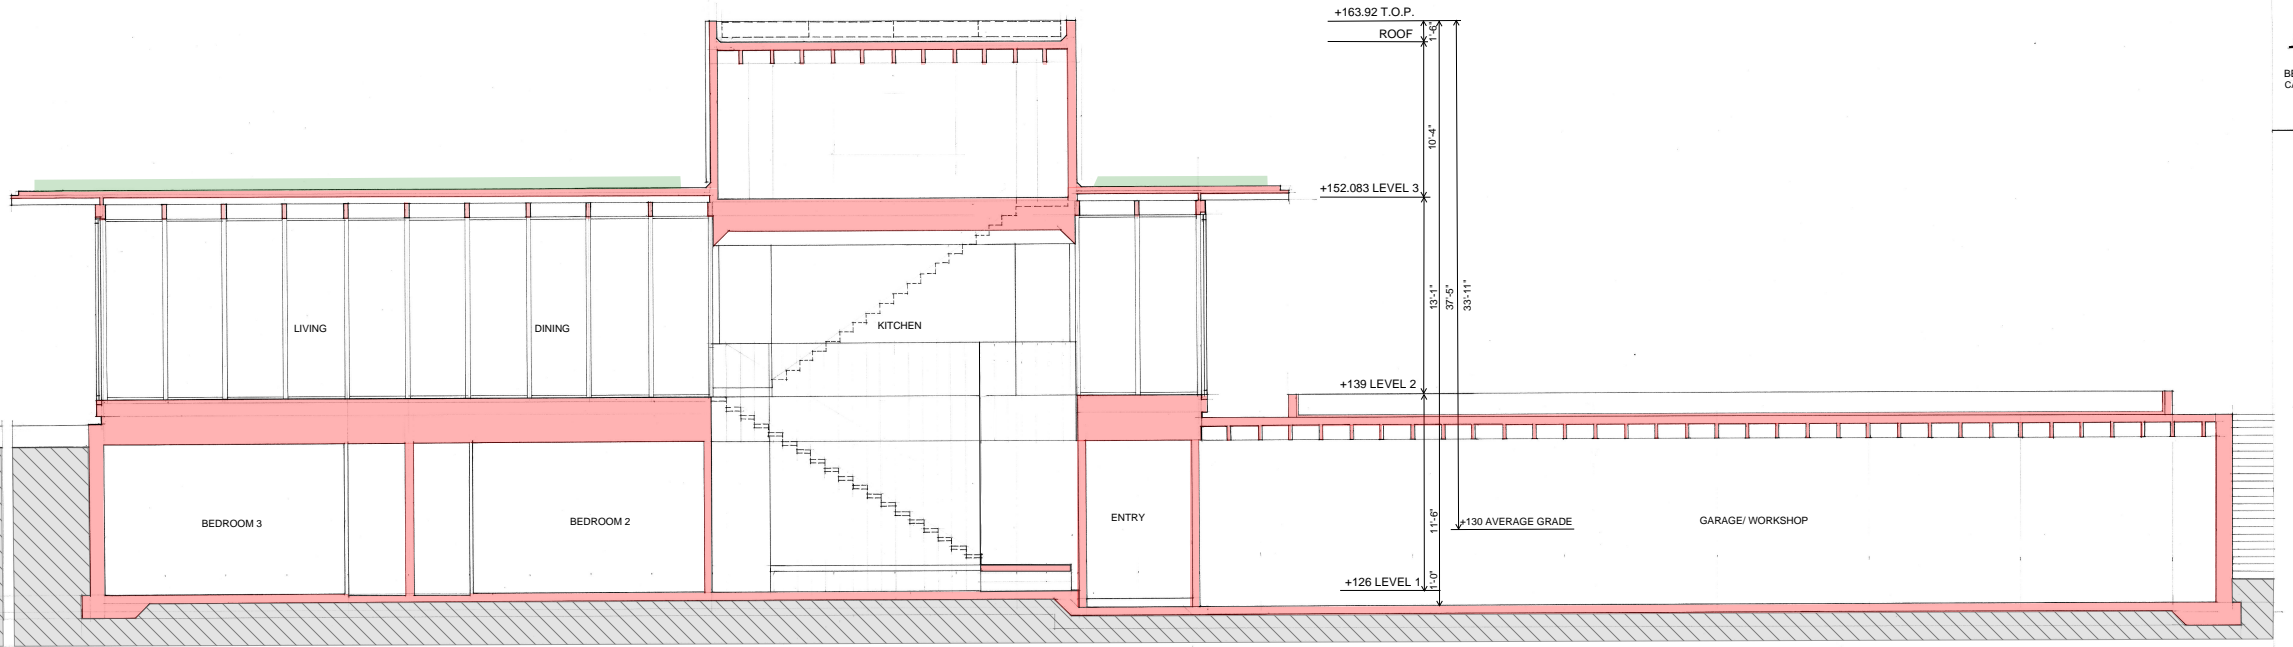 +163.92 T.O.P.
1'-6"
ROOF
10'-4"
+152.083 LEVEL 3
13'-1"
37'-5"
33'-11"
LIVING
DINING
KITCHEN
+139 LEVEL 2
11'-6"
BEDROOM 3
BEDROOM 2
ENTRY
+130 AVERAGE GRADE
GARAGE/ WORKSHOP
+126 LEVEL 1
1'-0"